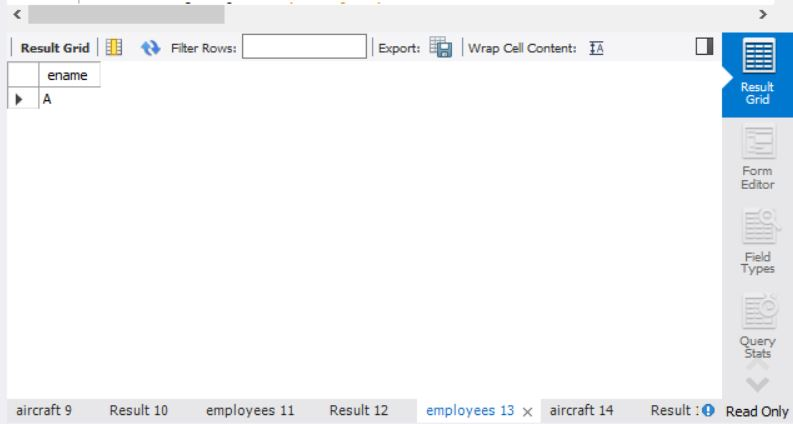 Result Grid Filter Rows: Export: Wrap Cell Content: IA
ename
A
Result
Grid
Form
Editor
Field
Types
Query
Stats
aircraft 9 Result 10 employees 11 Result 12 employees 13 × aircraft 14 Result Read Only